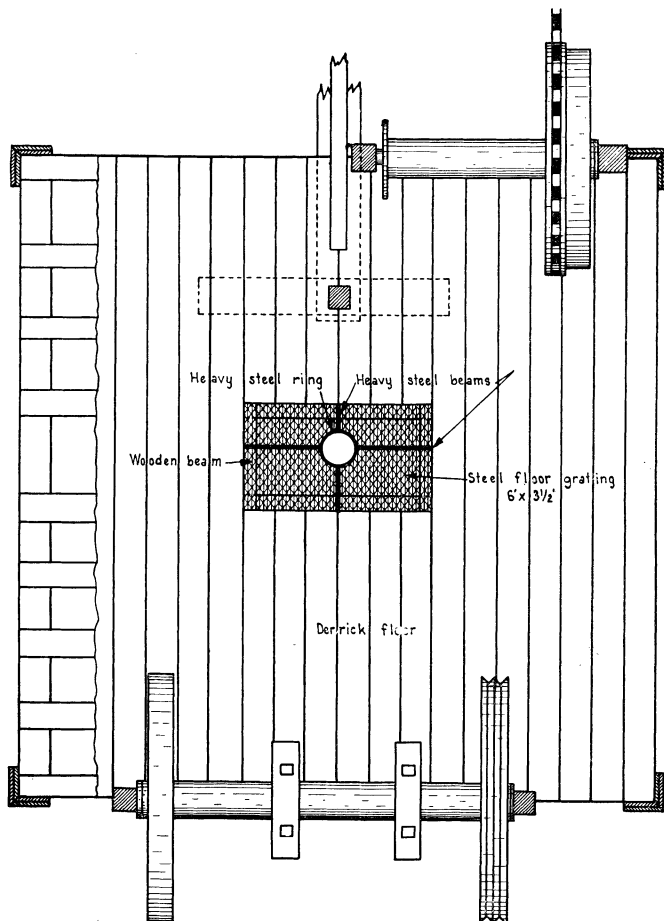 Heavy steel ring
Heavy steel beams
Wooden beam
Steel floor grating
6'x 3½'
Derrick floor